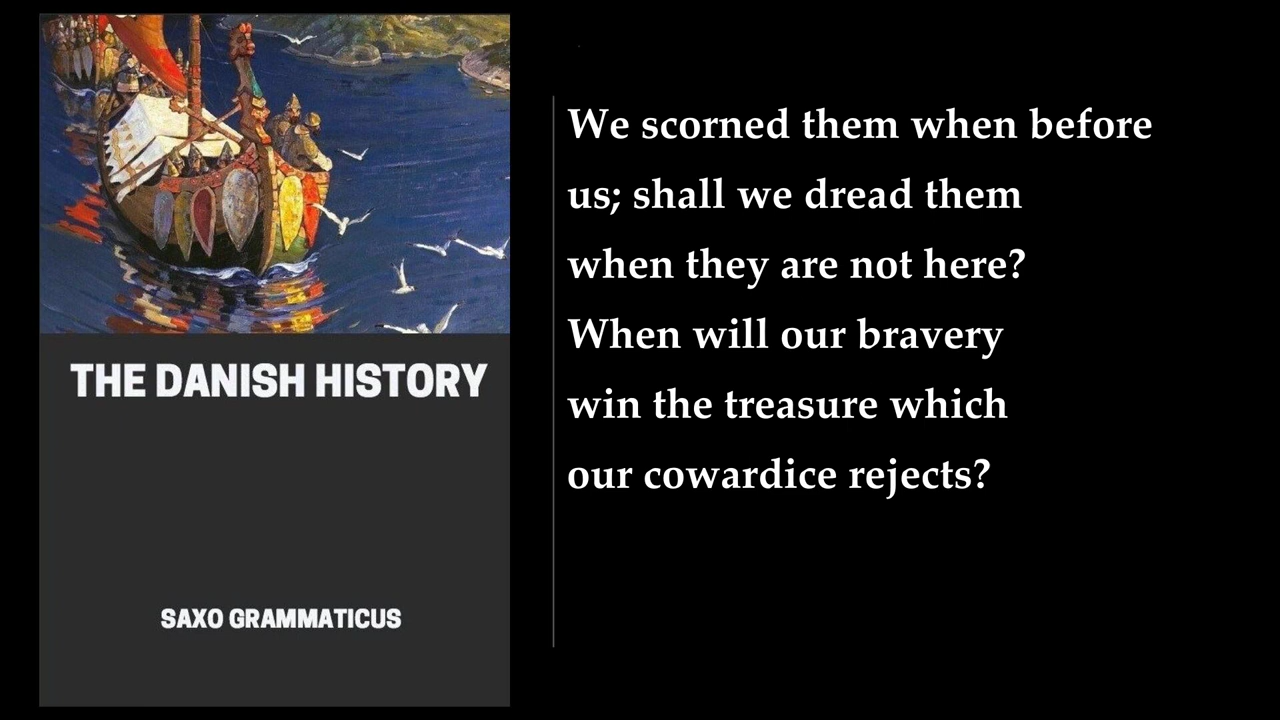 THE DANISH HISTORY
SAXO GRAMMATICUS
We scorned them when before
us; shall we dread them
when they are not here?
When will our bravery
win the treasure which
our cowardice rejects?